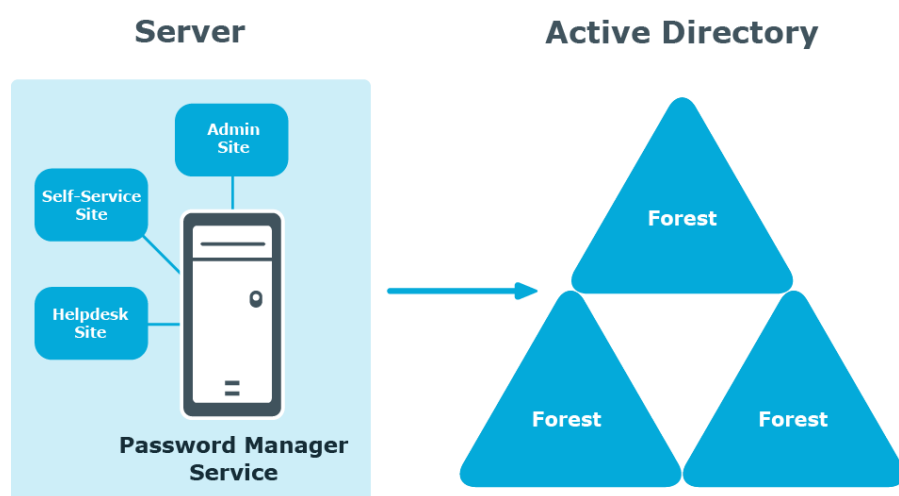 Server
Active Directory
Admin
Site
Self-Service
Site
Helpdesk
Site
Password Manager
Service
Forest
Forest
Forest